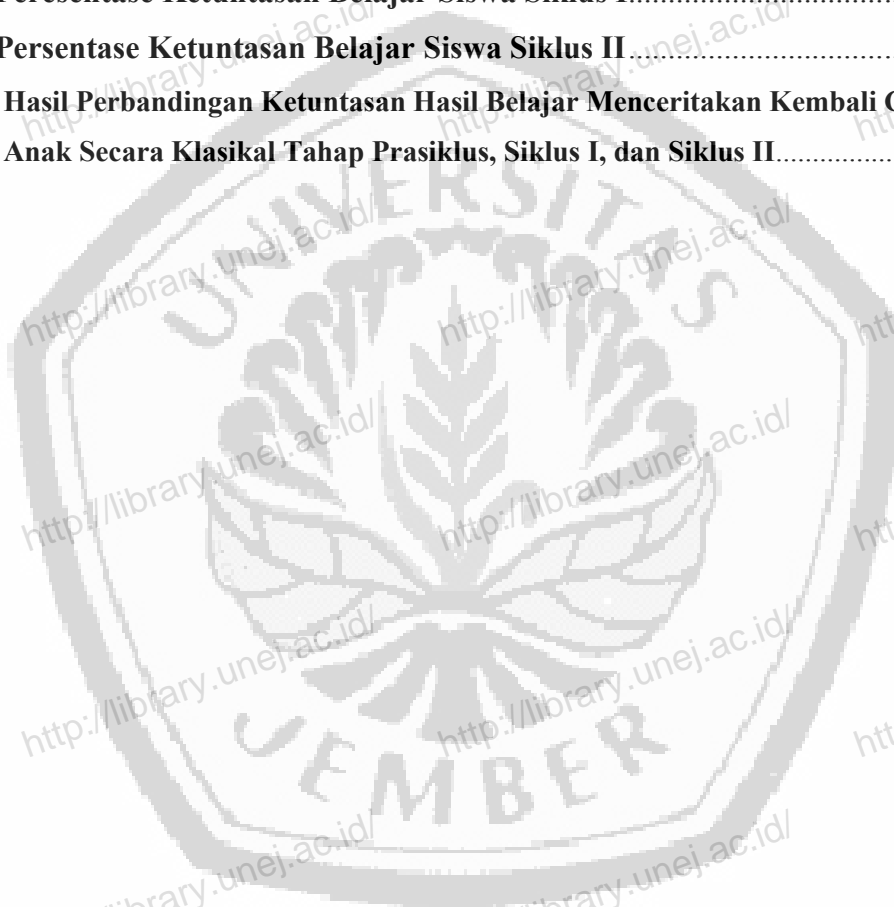 Peresentase Ketuntasan Belajar Siswa Siklus I..........................................
Persentase Ketuntasan Belajar Siswa Siklus II..........................................
Hasil Perbandingan Ketuntasan Hasil Belajar Menceritakan Kembali
Anak Secara Klasikal Tahap Prasiklus, Siklus I, dan Siklus II..................
UNIVERSITAS
JEMBER
http://library.unej.ac.id/
http://library.unej.ac.id/
http://library.unej.ac.id/
http://library.unej.ac.id/
http://library.unej.ac.id/
http://library.unej.ac.id/
http://library.unej.ac.id/
http://library.unej.ac.id/